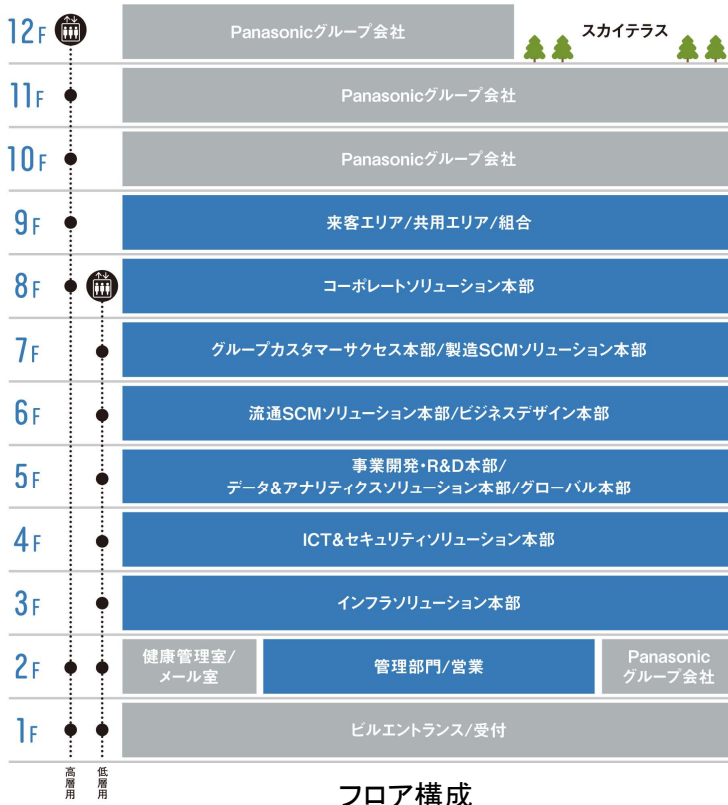 12F
Panasonicグループ会社
スカイテラス
11F
Panasonicグループ会社
10F
Panasonicグループ会社
9F
来客エリア/共用エリア/組合
8F
コーポレートソリューション本部
7F
グループカスタマーサクセス本部/製造SCMソリューション本部
6F
流通SCMソリューション本部/ビジネスデザイン本部
5F
事業開発・R&D本部/
データ&アナリティクスソリューション本部/グローバル本部
4F
ICT&セキュリティソリューション本部
3F
インフラソリューション本部
2F
健康管理室/
メール室
管理部門/営業
Panasonic
グループ会社
1F
ビルエントランス/受付
高層用
低層用
フロア構成